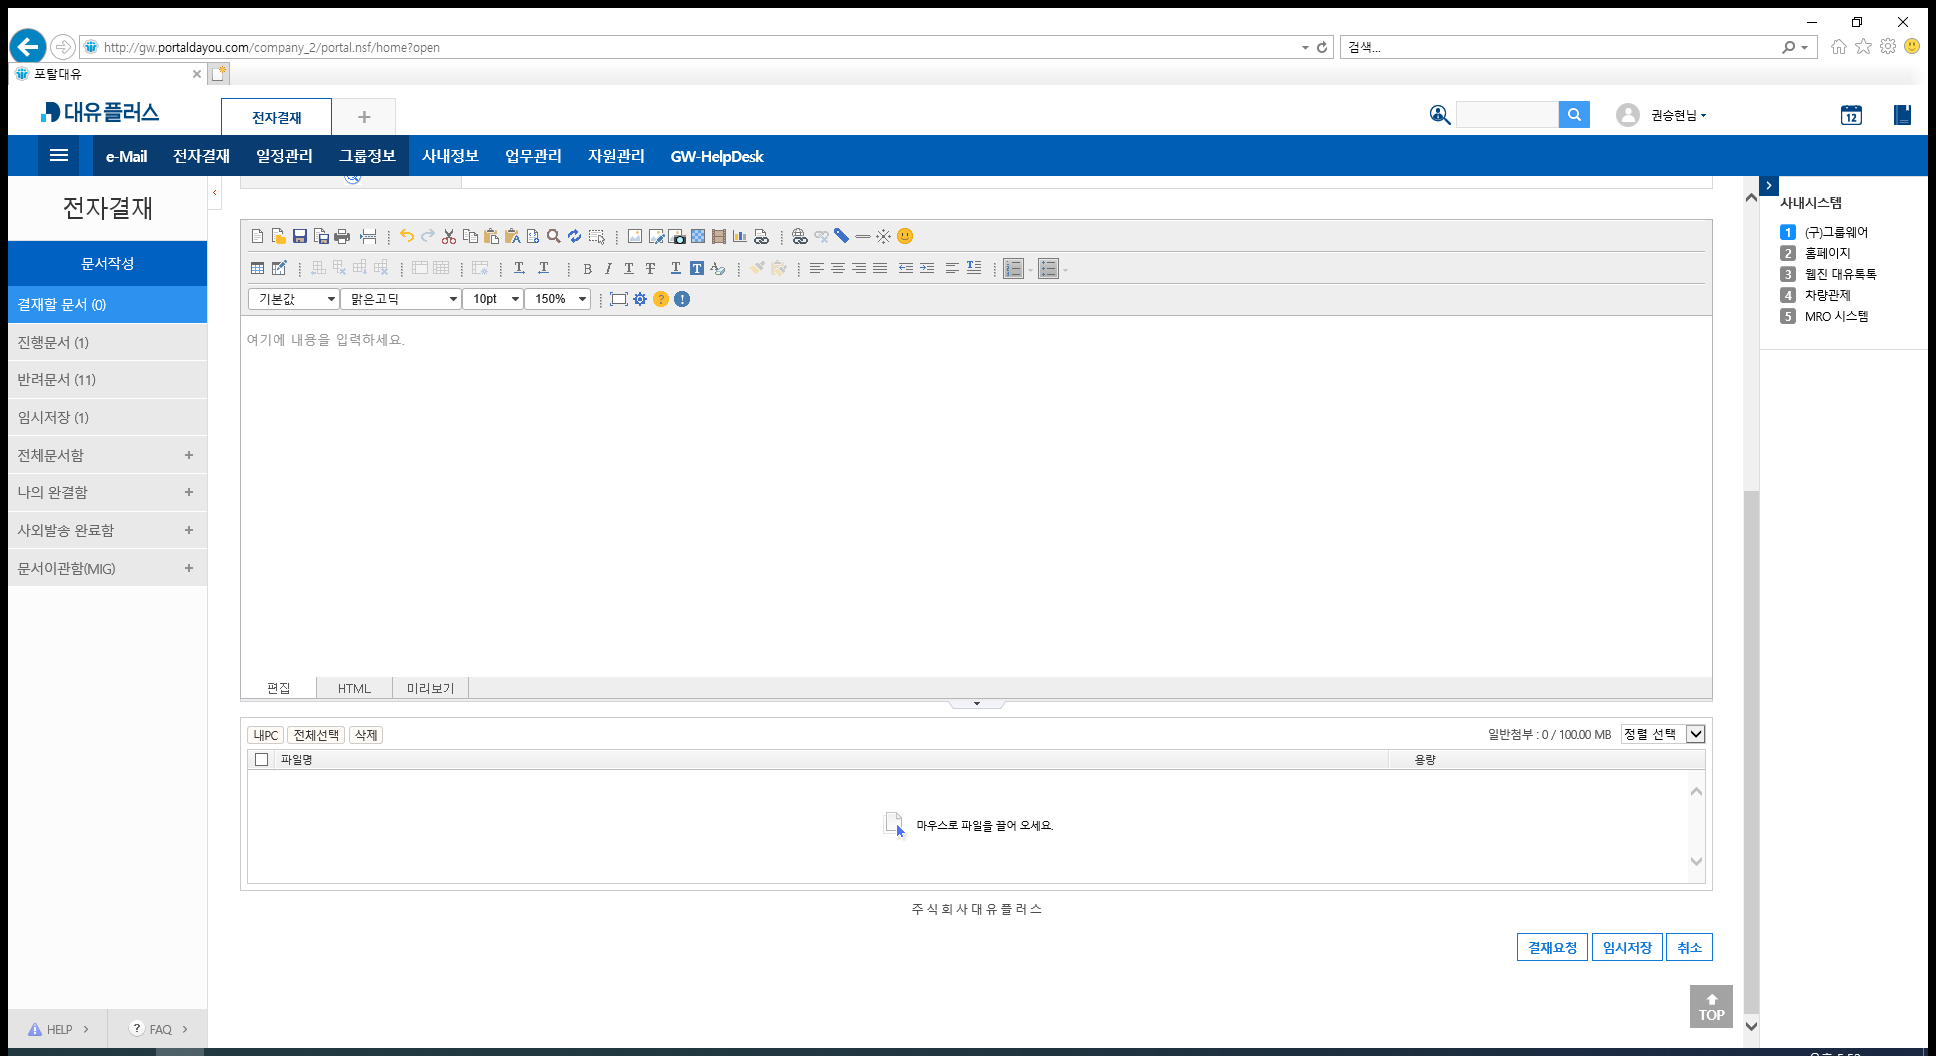 http://gw.portaldayou.com/company_2/portal.nsf/home?open
검색...
포탈대유
대유플러스
전자결재
권승현님
12
e-Mail 전자결재 일정관리 그룹정보 사내정보 업무관리 자원관리 GW-HelpDesk
전자결재
문서작성
결재할 문서 (0)
진행문서 (1)
반려문서 (11)
임시저장 (1)
전체문서함 +
나의 완결함 +
사외발송 완료함 +
문서이관함(MIG) +
HELP
? FAQ
기본값 맑은고딕 10pt 150%
여기에 내용을 입력하세요.
편집 HTML 미리보기
내PC 전체선택 삭제
일반첨부 : 0 / 100.00 MB 정렬 선택
파일명 용량
마우스로 파일을 끌어 오세요.
주식회사대유플러스
결재요청 임시저장 취소
TOP
사내시스템
1 (구)그룹웨어
2 홈페이지
3 웹진 대유톡톡
4 차량관제
5 MRO 시스템